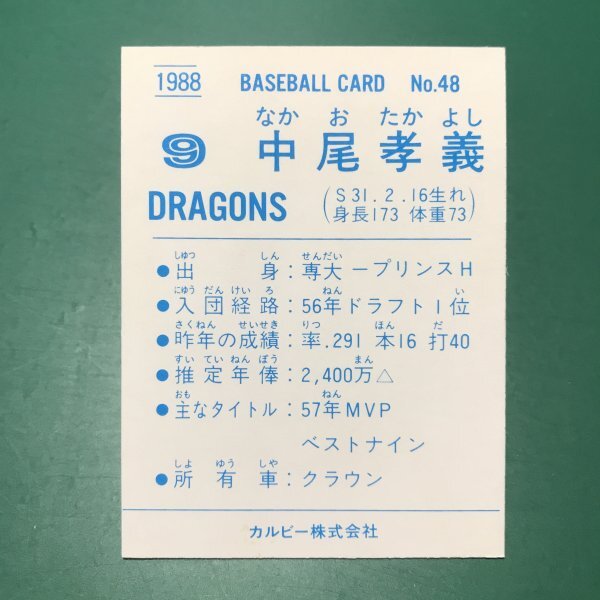 1988 BASEBALL CARD No.48
なか お たか よし
9 中尾孝義
DRAGONS (S31.2.16生れ
身長173 体重73)
しゅつ しん せんだい
●出身:専大ープリンスH
にゅう だん けい ろ ねん い
●入団経路:56年ドラフト1位
さくねん せいせき りつ ほん だ
●昨年の成績:率.291 本16 打40
すい てい ねん ぽう まん
●推定年俸:2,400万△
おも ねん
●主なタイトル:57年MVP
ベストナイン
しょ ゆう しゃ
●所有車:クラウン
カルビー株式会社